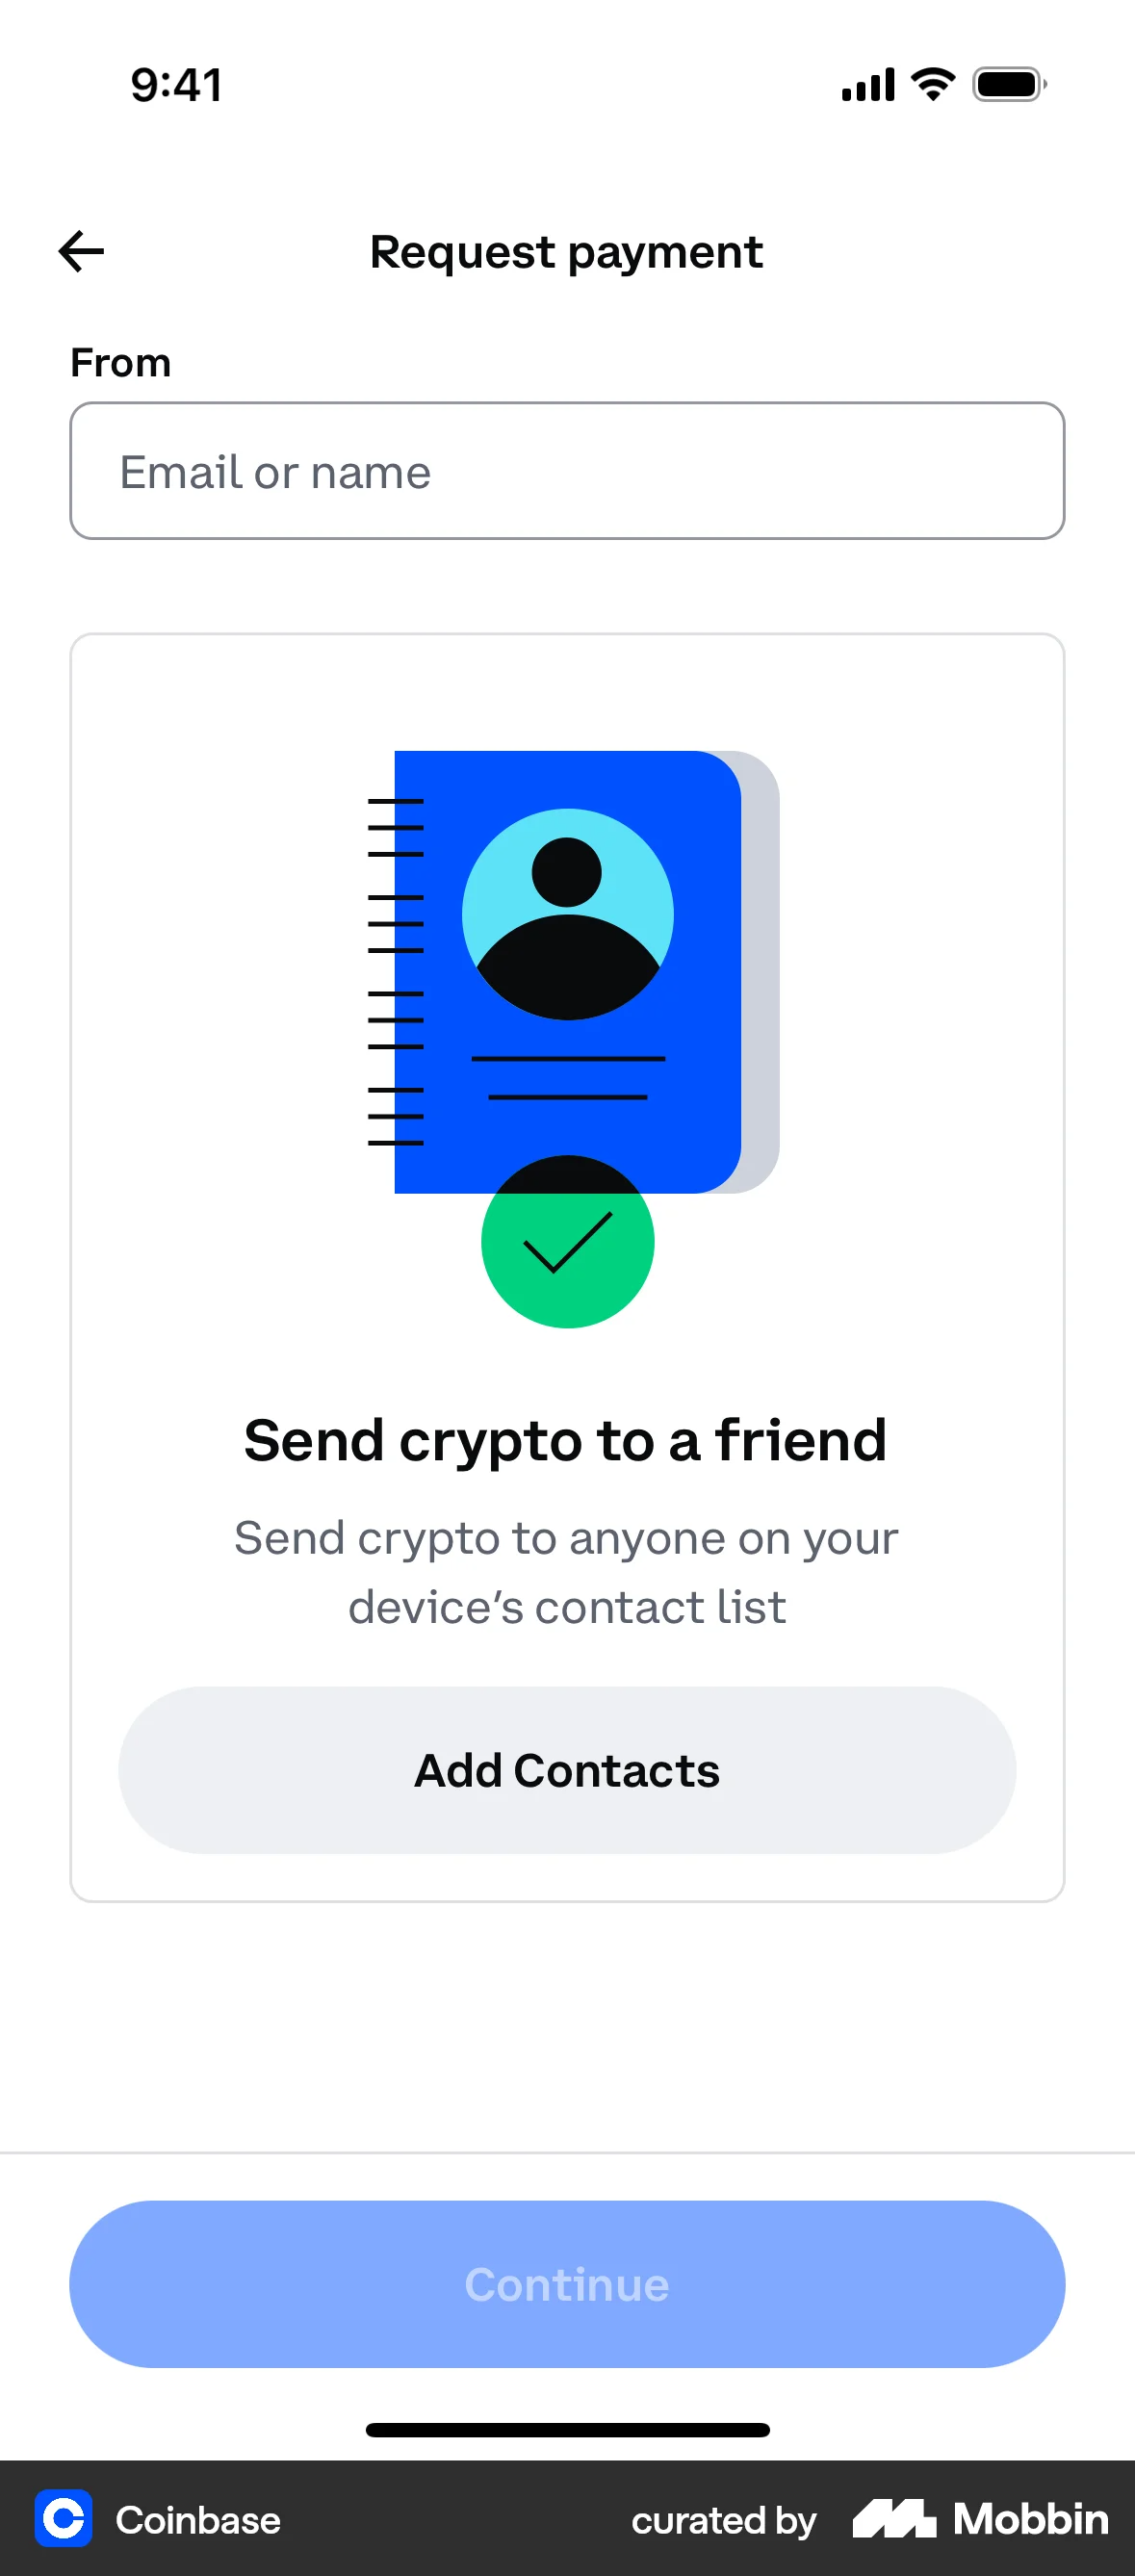 9:41
Request payment
From
Email or name
Send crypto to a friend
Send crypto to anyone on your
device’s contact list
Add Contacts
Continue
Coinbase
curated by Mobbin